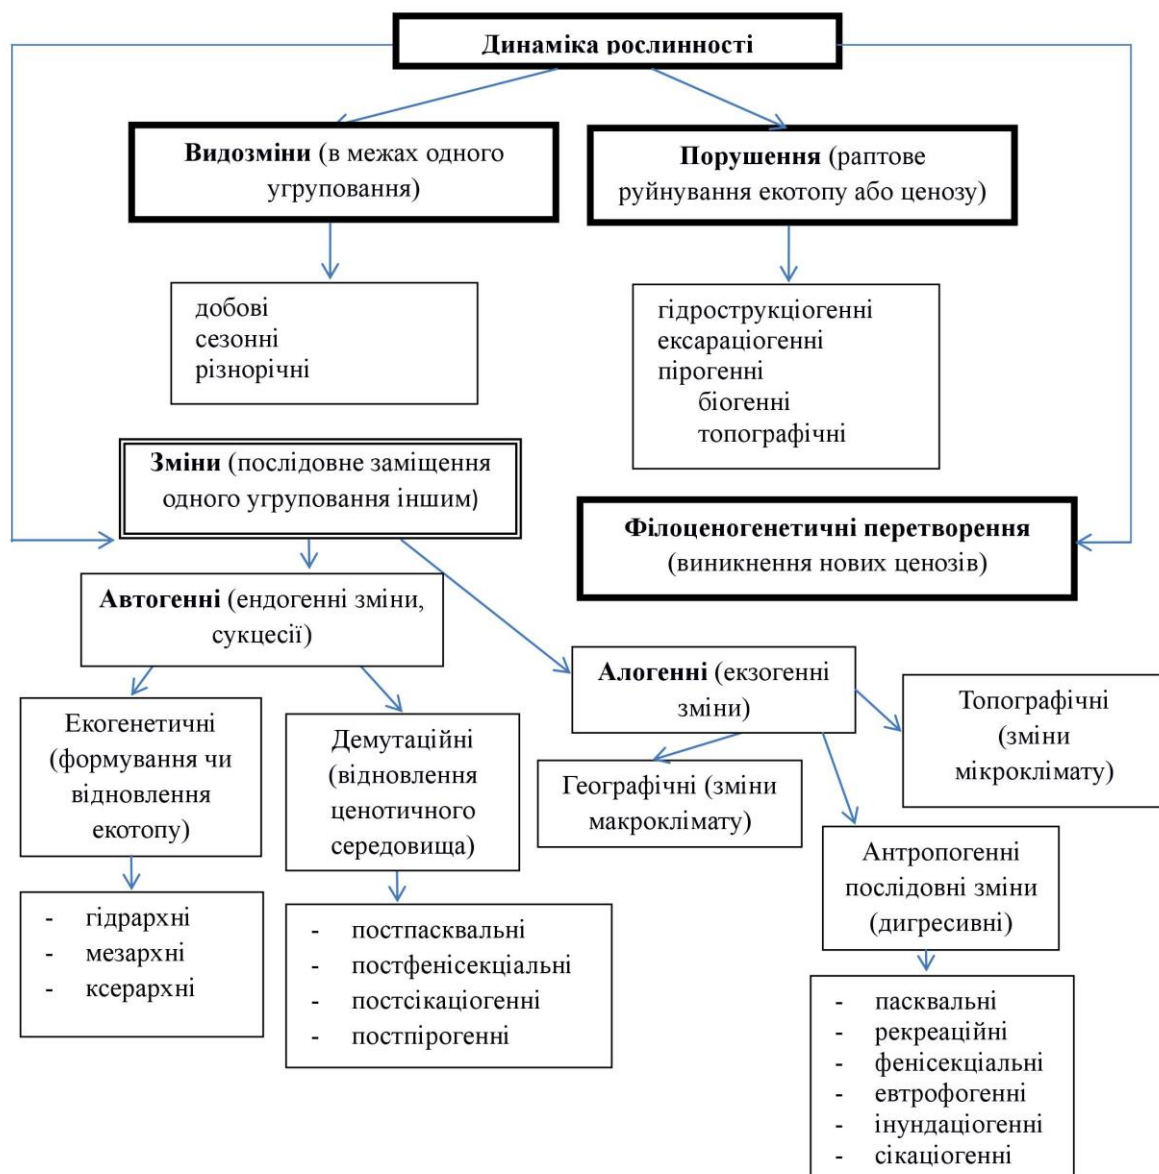 Динаміка рослинності
Видозміни (в межах одного
угруповання)
Порушення (раптове
руйнування екотопу або ценозу)
добові
сезонні
різнорічні
гідрострукціогенні
ексараціогенні
пірогенні
біогенні
топографічні
Зміни (послідовне заміщення
одного угруповання іншим)
Філоценогенетичні перетворення
(виникнення нових ценозів)
Автогенні (ендогенні зміни,
сукцесії)
Алогенні (екзогенні
зміни)
Топографічні
(зміни
мікроклімату)
Екогенетичні
(формування чи
відновлення
екотопу)
Демутаційні
(відновлення
ценотичного
середовища)
Географічні (зміни
макроклімату)
Антропогенні
послідовні зміни
(дигресивні)
- гідрархні
- мезархні
- ксерархні
- постпасквальні
- постфенісекціальні
- постсікаціогенні
- постпірогенні
- пасквальні
- рекреаційні
- фенісекціальні
- евтрофогенні
- інундаціогенні
- сікаціогенні